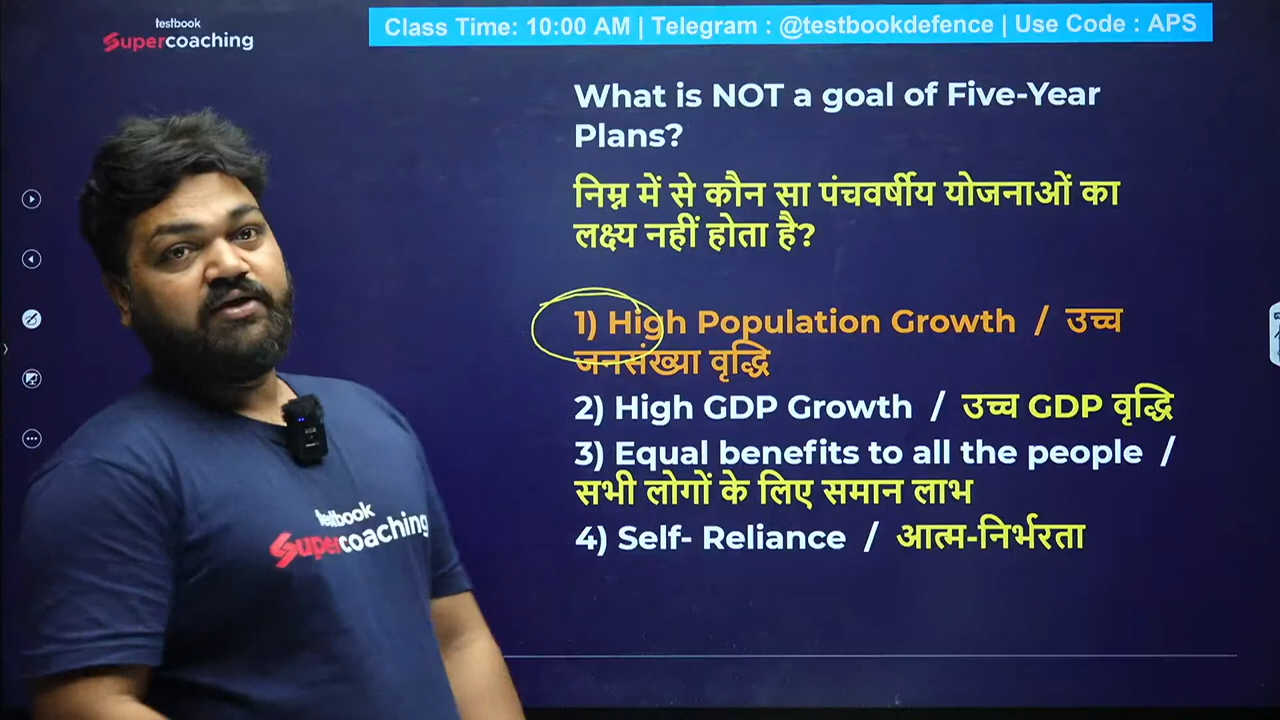 testbook
Supercoaching
Class Time: 10:00 AM | Telegram : @testbookdefence | Use Code : APS
What is NOT a goal of Five-Year
Plans?
निम्न में से कौन सा पंचवर्षीय योजनाओं का
लक्ष्य नहीं होता है?
1) High Population Growth / उच्च
जनसंख्या वृद्धि
2) High GDP Growth / उच्च GDP वृद्धि
3) Equal benefits to all the people /
सभी लोगों के लिए समान लाभ
4) Self- Reliance / आत्म-निर्भरता
testbook
Supercoaching